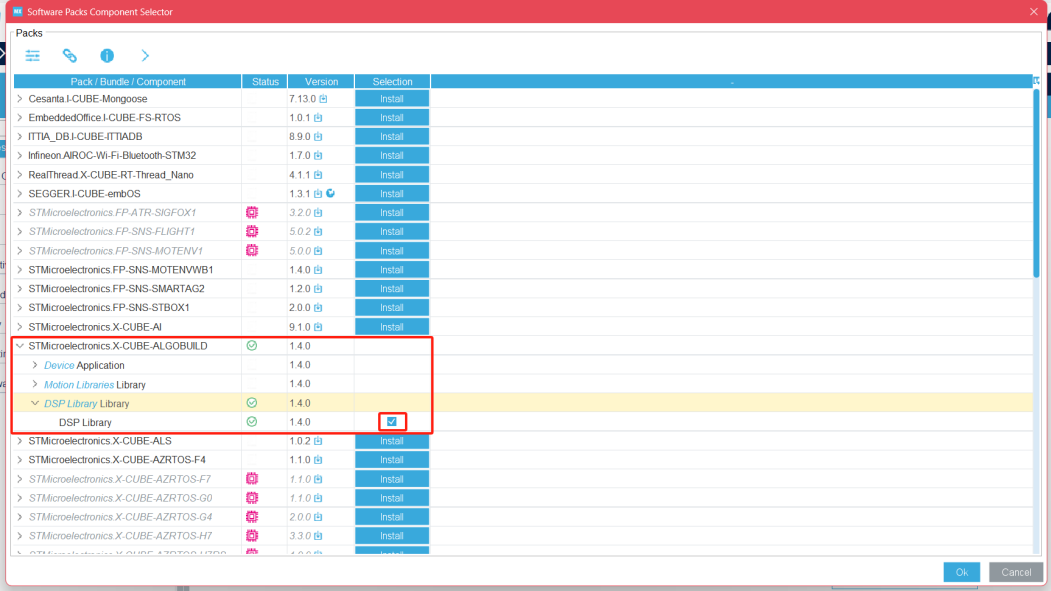 MX Software Packs Component Selector
Packs
Pack / Bundle / Component Status Version Selection
Cesanta.I-CUBE-Mongoose 7.13.0 Install
EmbeddedOffice.I-CUBE-FS-RTOS 1.0.1 Install
ITTIA_DB.I-CUBE-ITTIADB 8.9.0 Install
Infineon.AIROC-Wi-Fi-Bluetooth-STM32 1.7.0 Install
RealThread.X-CUBE-RT-Thread_Nano 4.1.1 Install
SEGGER.I-CUBE-embOS 1.3.1 Install
STMicroelectronics.FP-ATR-SIGFOX1 3.2.0 Install
STMicroelectronics.FP-SNS-FLIGHT1 5.0.2 Install
STMicroelectronics.FP-SNS-MOTENV1 5.0.0 Install
STMicroelectronics.FP-SNS-MOTENVWB1 1.4.0 Install
STMicroelectronics.FP-SNS-SMARTAG2 1.2.0 Install
STMicroelectronics.FP-SNS-STBOX1 2.0.0 Install
STMicroelectronics.X-CUBE-AI 9.1.0 Install
STMicroelectronics.X-CUBE-ALGOBUILD 1.4.0
Device Application 1.4.0
Motion Libraries Library 1.4.0
DSP Library Library 1.4.0
DSP Library 1.4.0
STMicroelectronics.X-CUBE-ALS 1.0.2 Install
STMicroelectronics.X-CUBE-AZRTOS-F4 1.1.0 Install
STMicroelectronics.X-CUBE-AZRTOS-F7 1.1.0 Install
STMicroelectronics.X-CUBE-AZRTOS-G0 1.1.0 Install
STMicroelectronics.X-CUBE-AZRTOS-G4 2.0.0 Install
STMicroelectronics.X-CUBE-AZRTOS-H7 3.3.0 Install
Ok Cancel